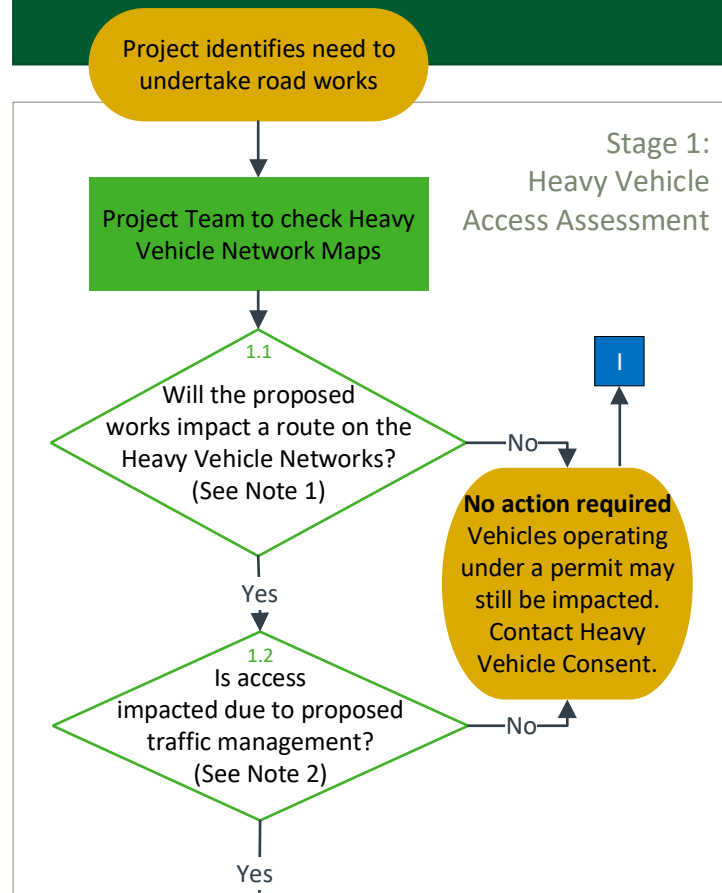 Project identifies need to
undertake road works
Stage 1:
Heavy Vehicle
Access Assessment
Project Team to check Heavy
Vehicle Network Maps
1.1
Will the proposed
works impact a route on the
Heavy Vehicle Networks?
(See Note 1)
No
I
No action required
Vehicles operating
under a permit may
still be impacted.
Contact Heavy
Vehicle Consent.
Yes
1.2
Is access
impacted due to proposed
traffic management?
(See Note 2)
No
Yes